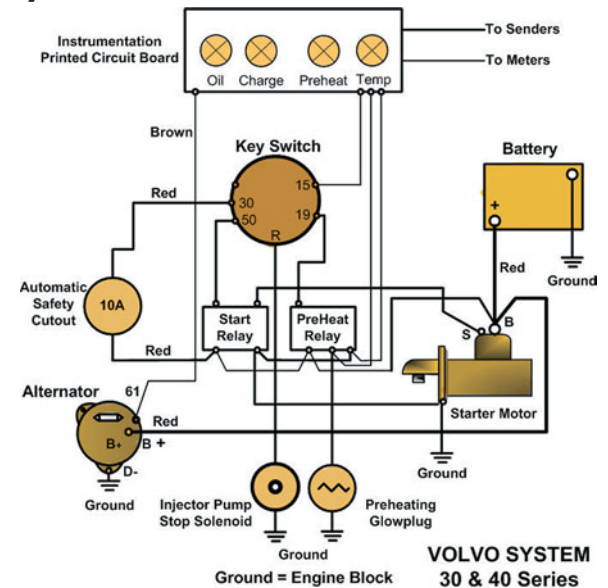 Instrumentation
Printed Circuit Board
Oil Charge Preheat Temp
To Senders
To Meters
Brown
Key Switch
Battery
Red
30
50
15
19
R
+
Red
Ground
Automatic
Safety
Cutout
10A
Start
Relay
PreHeat
Relay
Red
S
B
Starter Motor
Alternator
61
Red
B+
B +
D-
Ground
Injector Pump
Stop Solenoid
Preheating
Glowplug
Ground
Ground
Ground = Engine Block
VOLVO SYSTEM
30 & 40 Series